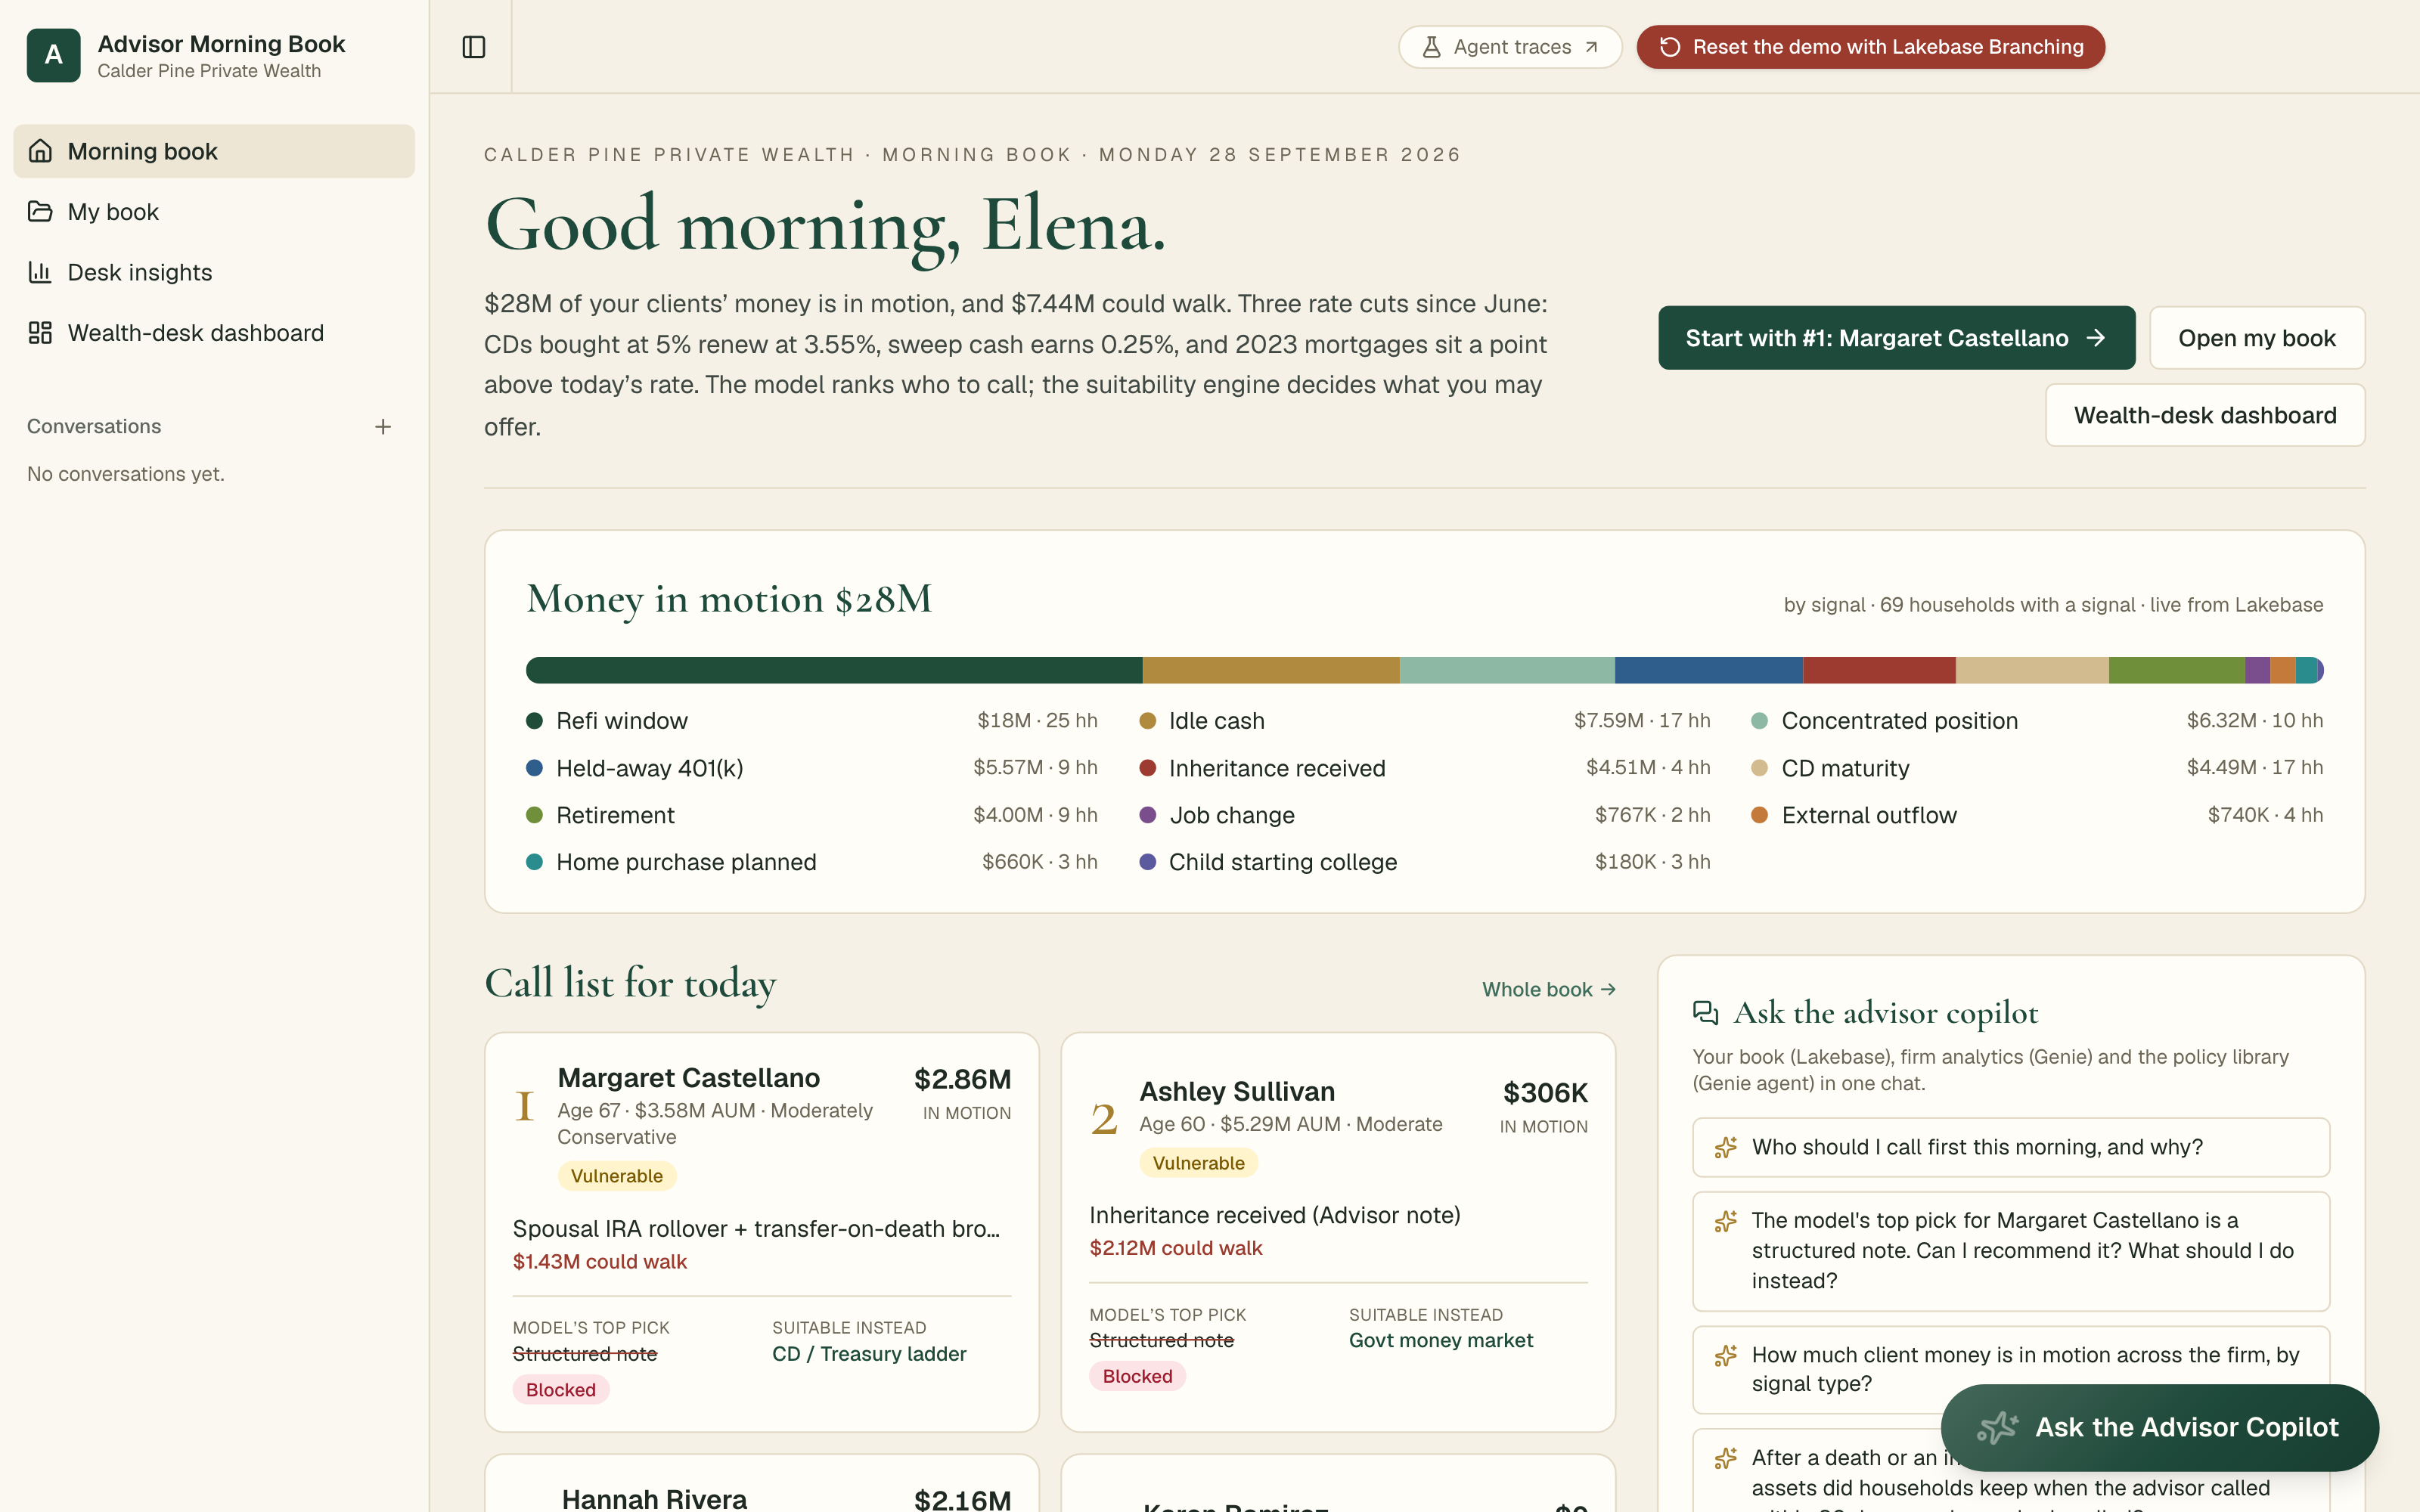 A
Advisor Morning Book
Calder Pine Private Wealth
Morning book
My book
Desk insights
Wealth-desk dashboard
Conversations
No conversations yet.
Agent traces
Reset the demo with Lakebase Branching
CALDER PINE PRIVATE WEALTH · MORNING BOOK · MONDAY 28 SEPTEMBER 2026
Good morning, Elena.
$28M of your clients’ money is in motion, and $7.44M could walk. Three rate cuts since June:
CDs bought at 5% renew at 3.55%, sweep cash earns 0.25%, and 2023 mortgages sit a point
above today’s rate. The model ranks who to call; the suitability engine decides what you may
offer.
Start with #1: Margaret Castellano →
Open my book
Wealth-desk dashboard
Money in motion $28M
by signal · 69 households with a signal · live from Lakebase
Refi window $18M · 25 hh
Idle cash $7.59M · 17 hh
Concentrated position $6.32M · 10 hh
Held-away 401(k) $5.57M · 9 hh
Inheritance received $4.51M · 4 hh
CD maturity $4.49M · 17 hh
Retirement $4.00M · 9 hh
Job change $767K · 2 hh
External outflow $740K · 4 hh
Home purchase planned $660K · 3 hh
Child starting college $180K · 3 hh
Call list for today
Whole book →
1
Margaret Castellano
$2.86M
Age 67 · $3.58M AUM · Moderately
Conservative
IN MOTION
Vulnerable
Spousal IRA rollover + transfer-on-death bro...
$1.43M could walk
MODEL’S TOP PICK
Structured note
Blocked
SUITABLE INSTEAD
CD / Treasury ladder
2
Ashley Sullivan
$306K
Age 60 · $5.29M AUM · Moderate
IN MOTION
Vulnerable
Inheritance received (Advisor note)
$2.12M could walk
MODEL’S TOP PICK
Structured note
Blocked
SUITABLE INSTEAD
Govt money market
Hannah Rivera
$2.16M
Karen Ramirez
$0
Ask the advisor copilot
Your book (Lakebase), firm analytics (Genie) and the policy library
(Genie agent) in one chat.
Who should I call first this morning, and why?
The model's top pick for Margaret Castellano is a
structured note. Can I recommend it? What should I do
instead?
How much client money is in motion across the firm, by
signal type?
After a death or an
assets did households keep when the advisor called
Ask the Advisor Copilot